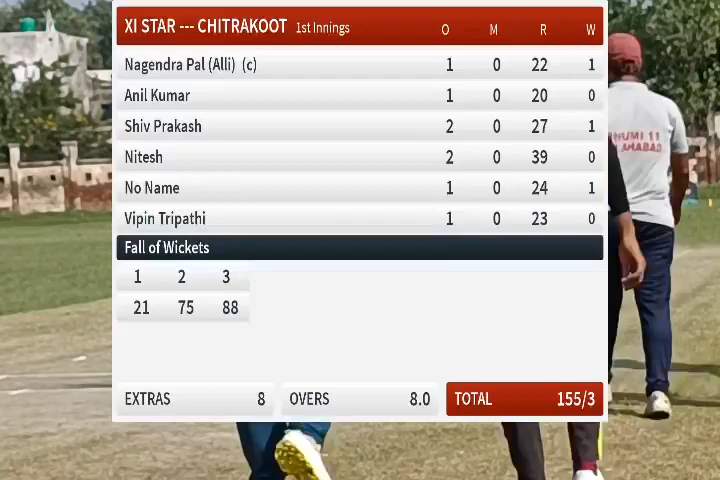 XI STAR --- CHITRAKOOT 1st Innings O M R W
Nagendra Pal (Alli) (c) 1 0 22 1
Anil Kumar 1 0 20 0
Shiv Prakash 2 0 27 1
Nitesh 2 0 39 0
No Name 1 0 24 1
Vipin Tripathi 1 0 23 0
Fall of Wickets
1 2 3
21 75 88
EXTRAS 8 OVERS 8.0 TOTAL 155/3